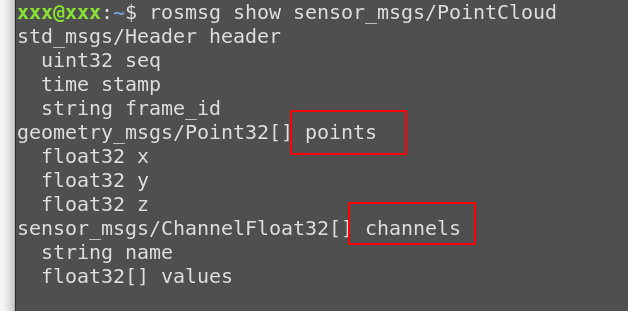 xxx@xxx:~$ rosmsg show sensor_msgs/PointCloud
std_msgs/Header header
  uint32 seq
  time stamp
  string frame_id
geometry_msgs/Point32[] points
  float32 x
  float32 y
  float32 z
sensor_msgs/ChannelFloat32[] channels
  string name
  float32[] values